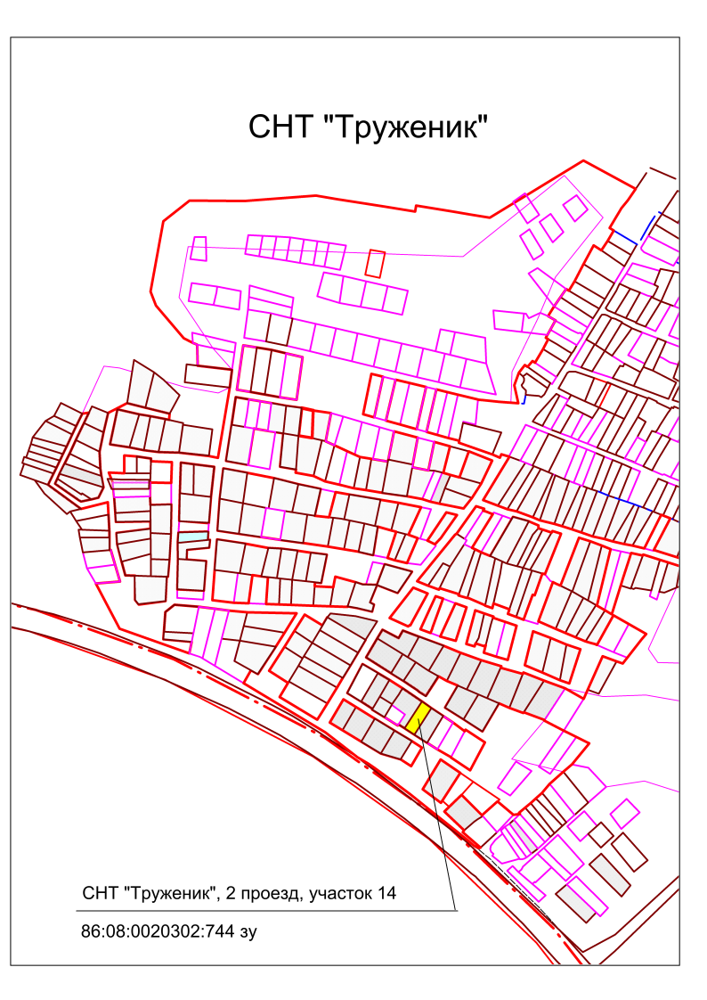 СНТ "Труженик"
СНТ "Труженик", 2 проезд, участок 14
86:08:0020302:744 зу